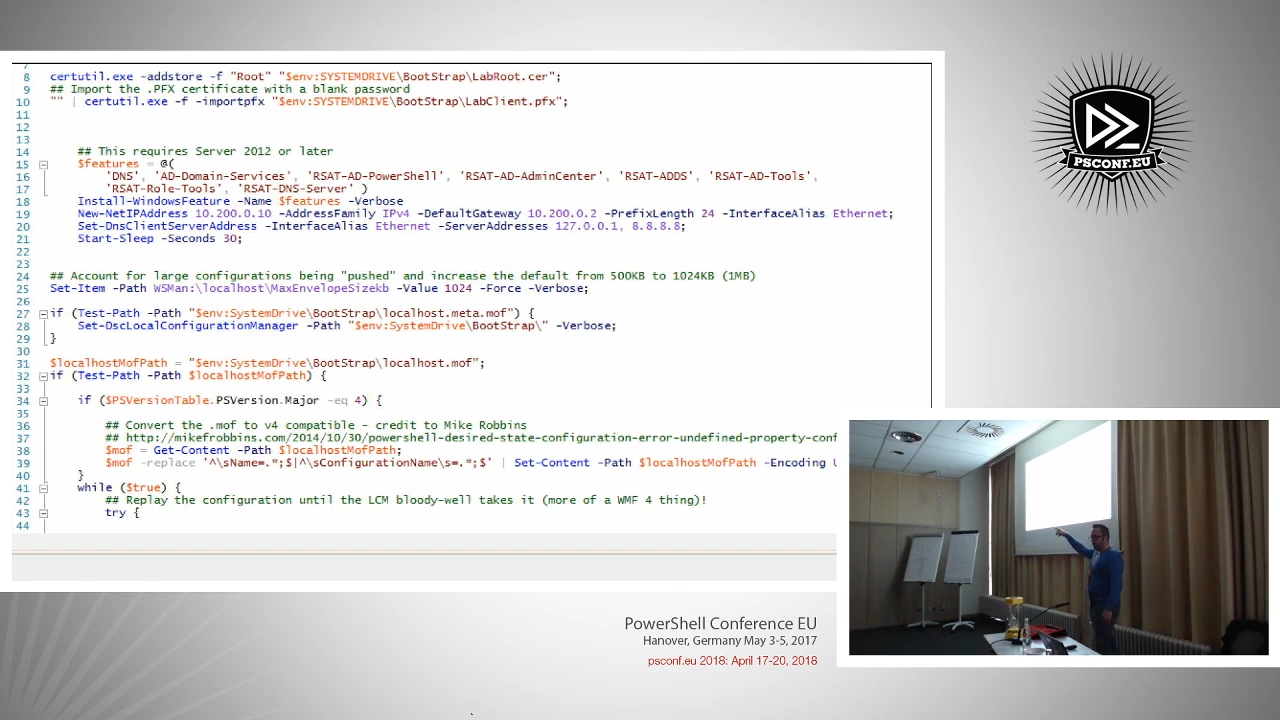 7
8 certutil.exe -addstore -f "Root" "$env:SYSTEMDRIVE\BootStrap\LabRoot.cer";
9 ## Import the .PFX certificate with a blank password
10 "" | certutil.exe -f -importpfx "$env:SYSTEMDRIVE\BootStrap\LabClient.pfx";
11
12
13
14 ## This requires Server 2012 or later
15 $features = @(
16 'DNS', 'AD-Domain-Services', 'RSAT-AD-PowerShell', 'RSAT-AD-AdminCenter', 'RSAT-ADDS', 'RSAT-AD-Tools',
17 'RSAT-Role-Tools', 'RSAT-DNS-Server' )
18 Install-WindowsFeature -Name $features -Verbose
19 New-NetIPAddress 10.200.0.10 -AddressFamily IPv4 -DefaultGateway 10.200.0.2 -PrefixLength 24 -InterfaceAlias Ethernet;
20 Set-DnsClientServerAddress -InterfaceAlias Ethernet -ServerAddresses 127.0.0.1, 8.8.8.8;
21 Start-Sleep -Seconds 30;
22
23
24 ## Account for large configurations being "pushed" and increase the default from 500KB to 1024KB (1MB)
25 Set-Item -Path WSMan:\localhost\MaxEnvelopeSizekb -Value 1024 -Force -Verbose;
26
27 if (Test-Path -Path "$env:SystemDrive\BootStrap\localhost.meta.mof") {
28 Set-DscLocalConfigurationManager -Path "$env:SystemDrive\BootStrap\" -Verbose;
29 }
30
31 $localhostMofPath = "$env:SystemDrive\BootStrap\localhost.mof";
32 if (Test-Path -Path $localhostMofPath) {
33
34 if ($PSVersionTable.PSVersion.Major -eq 4) {
35
36 ## Convert the .mof to v4 compatible - credit to Mike Robbins
37 ## http://mikefrobbins.com/2014/10/30/powershell-desired-state-configuration-error-undefined-property-conf
38 $mof = Get-Content -Path $localhostMofPath;
39 $mof -replace '^\sName=.*;$|^\sConfigurationName\s=.*;$' | Set-Content -Path $localhostMofPath -Encoding U
40 }
41 while ($true) {
42 ## Replay the configuration until the LCM bloody-well takes it (more of a WMF 4 thing)!
43 try {
44
PSCONF.EU
PowerShell Conference EU
Hanover, Germany May 3-5, 2017
psconf.eu 2018: April 17-20, 2018